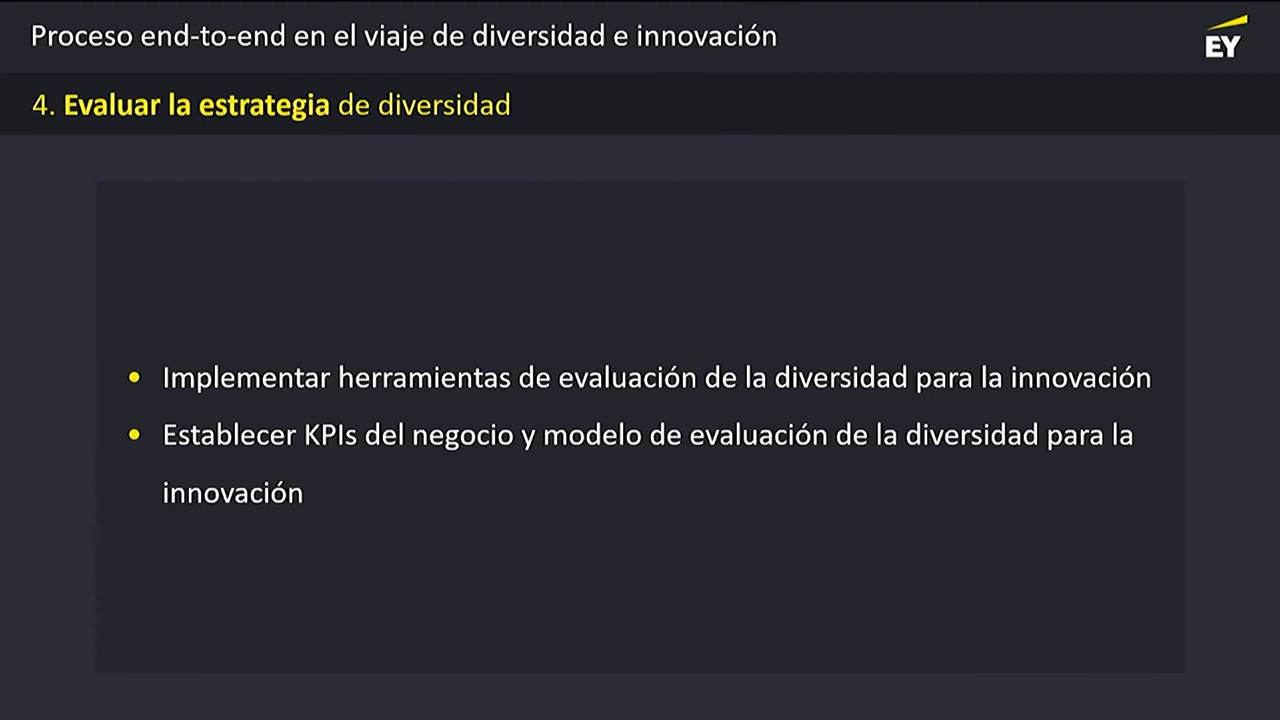 Proceso end-to-end en el viaje de diversidad e innovación
EY
4. Evaluar la estrategia de diversidad
• Implementar herramientas de evaluación de la diversidad para la innovación
• Establecer KPIs del negocio y modelo de evaluación de la diversidad para la
innovación